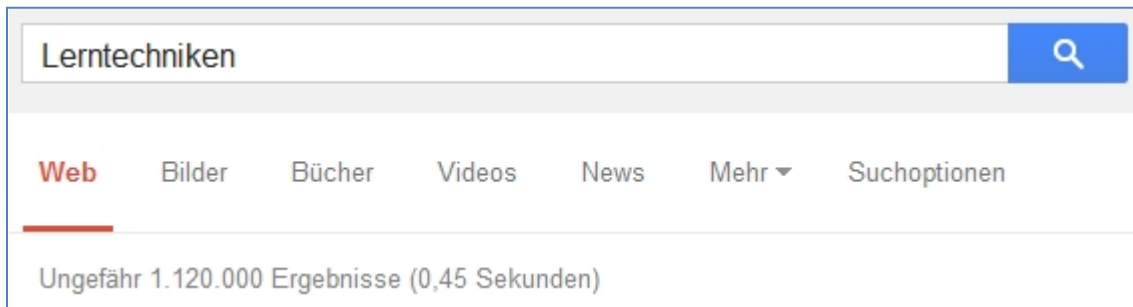 Lerntechniken
Web Bilder Bücher Videos News Mehr Suchoptionen
Ungefähr 1.120.000 Ergebnisse (0,45 Sekunden)